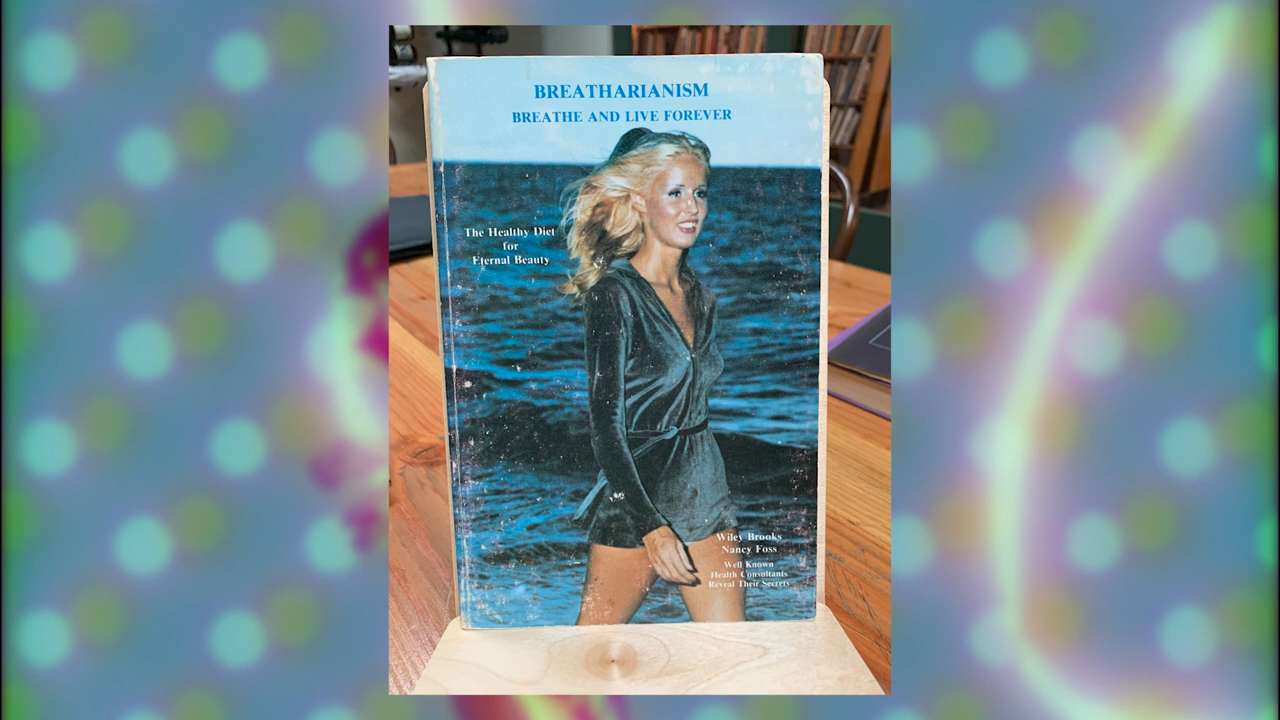 BREATHARIANISM
BREATHE AND LIVE FOREVER
The Healthy Diet
for
Eternal Beauty
Wiley Brooks
Nancy Foss
Well Known
Health Consultants
Reveal Their Secrets